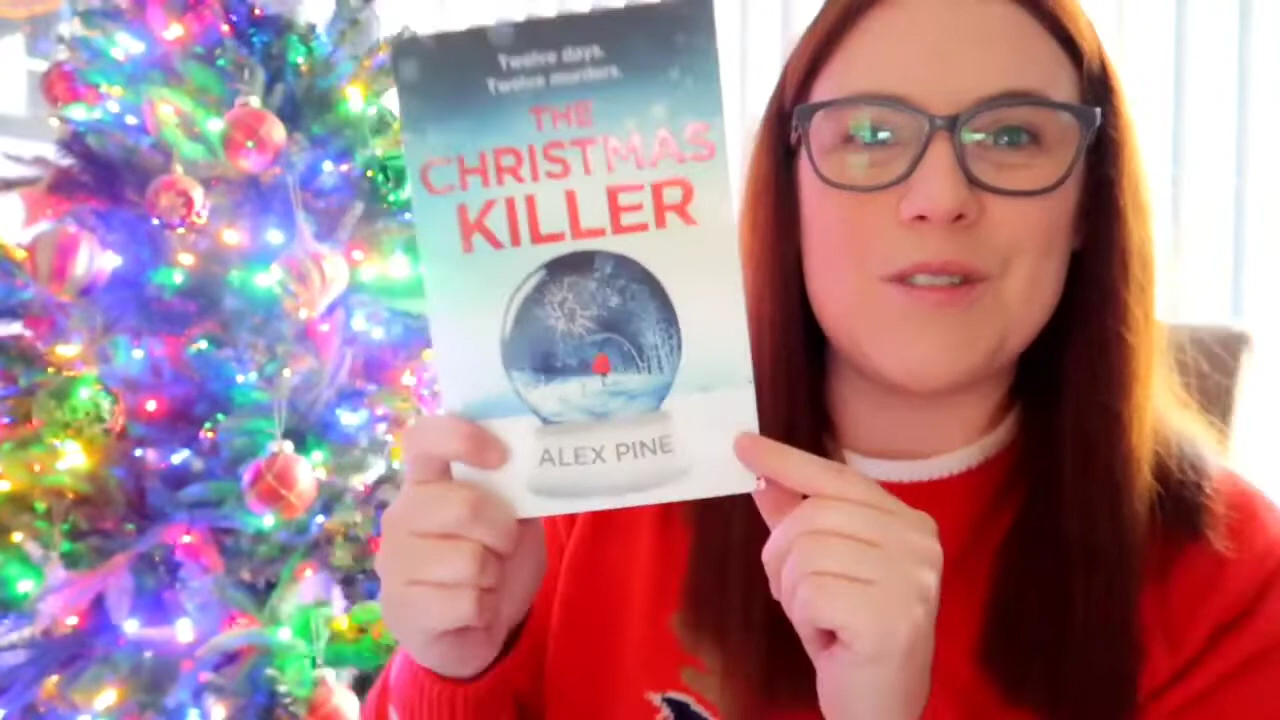 Twelve days.
Twelve murders.
THE
CHRISTMAS
KILLER
ALEX PINE